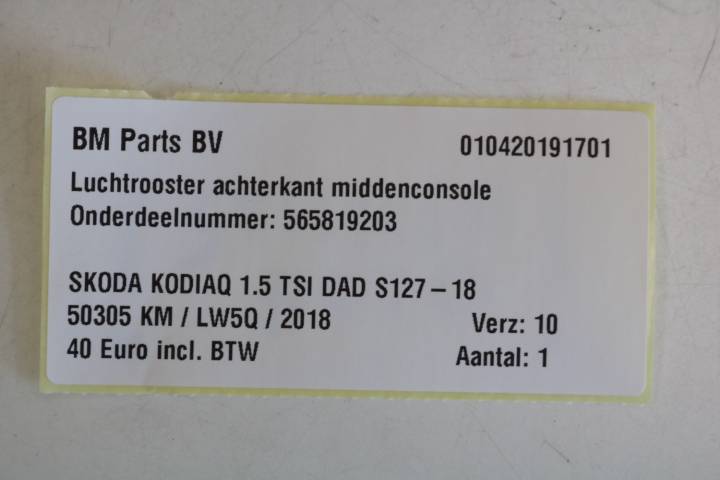 BM Parts BV 010420191701
Luchtrooster achterkant middenconsole
Onderdeelnummer: 565819203
SKODA KODIAQ 1.5 TSI DAD S127 – 18
50305 KM / LW5Q / 2018 Verz: 10
40 Euro incl. BTW Aantal: 1